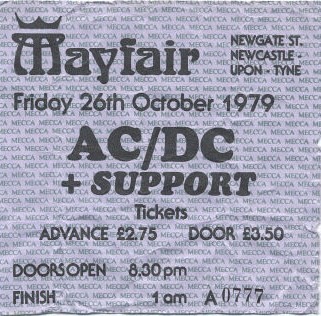 Mayfair
NEWGATE ST.
NEWCASTLE -
UPON - TYNE
Friday 26th October 1979
AC/DC
+ SUPPORT
Tickets
ADVANCE £2.75 DOOR £3.50
DOORS OPEN 8.30 pm
FINISH 1 am A 0777